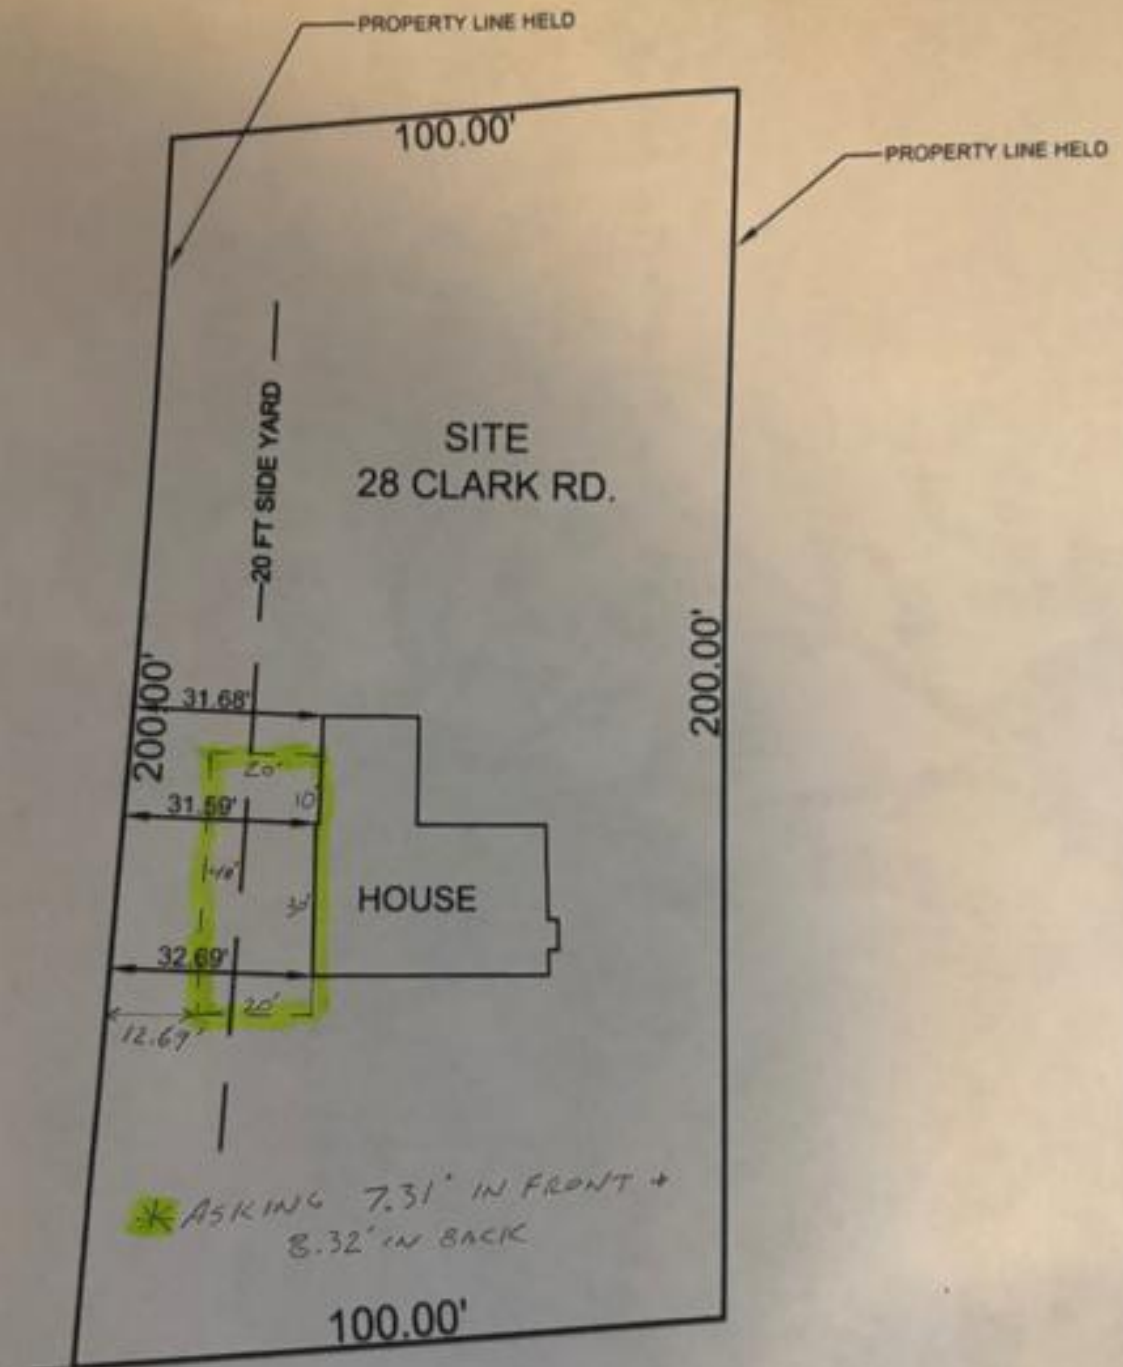 PROPERTY LINE HELD
100.00'
PROPERTY LINE HELD
20 FT SIDE YARD
SITE
28 CLARK RD.
200.00'
200.00'
31.68'
20'
10'
31.59'
40'
30'
HOUSE
32.69'
20'
12.69'
* ASKING 7.31' IN FRONT +
8.32' IN BACK
100.00'